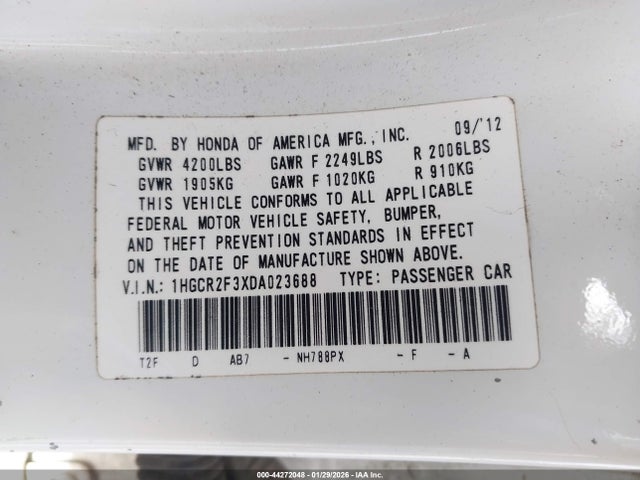 MFD. BY HONDA OF AMERICA MFG., INC. 09/'12
GVWR 4200LBS GAWR F 2249LBS R 2006LBS
GVWR 1905KG GAWR F 1020KG R 910KG
THIS VEHICLE CONFORMS TO ALL APPLICABLE
FEDERAL MOTOR VEHICLE SAFETY, BUMPER,
AND THEFT PREVENTION STANDARDS IN EFFECT
ON THE DATE OF MANUFACTURE SHOWN ABOVE.
V.I.N.: 1HGCR2F3XDA023688 TYPE: PASSENGER CAR
T2F D AB7 - NH788PX - F - A
000-44272048 - 01/29/2026 - IAA Inc.